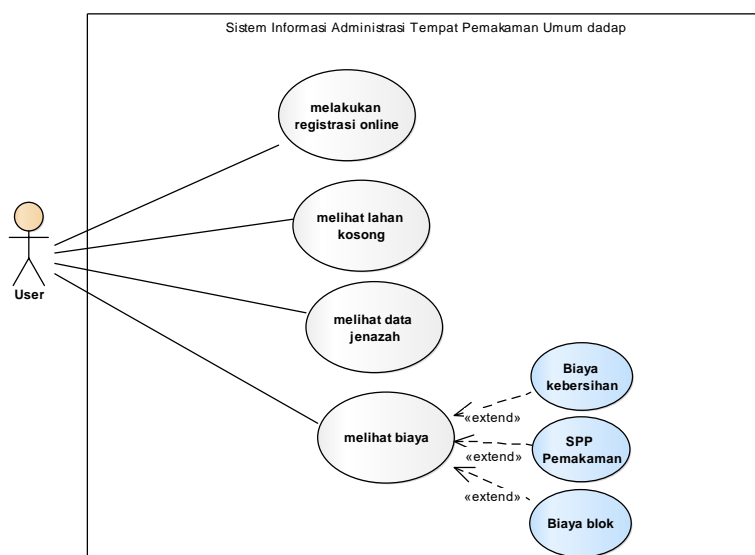 Sistem Informasi Administrasi Tempat Pemakaman Umum dadap
melakukan
registrasi online
melihat lahan
kosong
User
melihat data
jenazah
Biaya
kebersihan
«extend»
melihat biaya
SPP
Pemakaman
«extend»
«extend»
Biaya blok